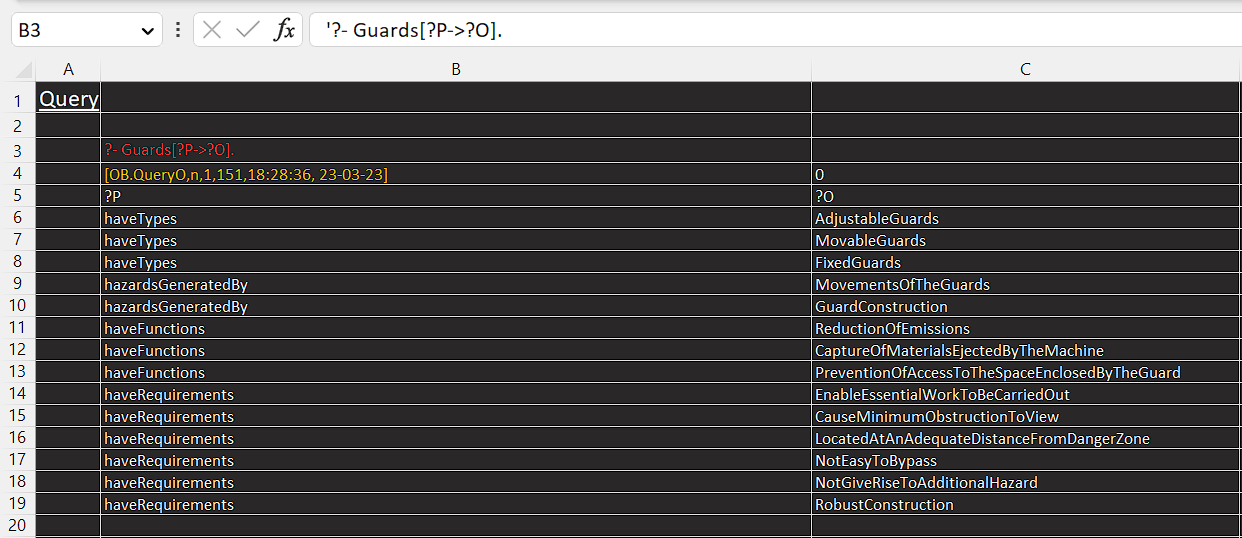 B3 fx '?- Guards[?P->?O].
A B C
1 Query
2
3 ?- Guards[?P->?O].
4 [OB.QueryO,n,1,151,18:28:36, 23-03-23] 0
5 ?P ?O
6 haveTypes AdjustableGuards
7 haveTypes MovableGuards
8 haveTypes FixedGuards
9 hazardsGeneratedBy MovementsOfTheGuards
10 hazardsGeneratedBy GuardConstruction
11 haveFunctions ReductionOfEmissions
12 haveFunctions CaptureOfMaterialsEjectedByTheMachine
13 haveFunctions PreventionOfAccessToTheSpaceEnclosedByTheGuard
14 haveRequirements EnableEssentialWorkToBeCarriedOut
15 haveRequirements CauseMinimumObstructionToView
16 haveRequirements LocatedAtAnAdequateDistanceFromDangerZone
17 haveRequirements NotEasyToBypass
18 haveRequirements NotGiveRiseToAdditionalHazard
19 haveRequirements RobustConstruction
20